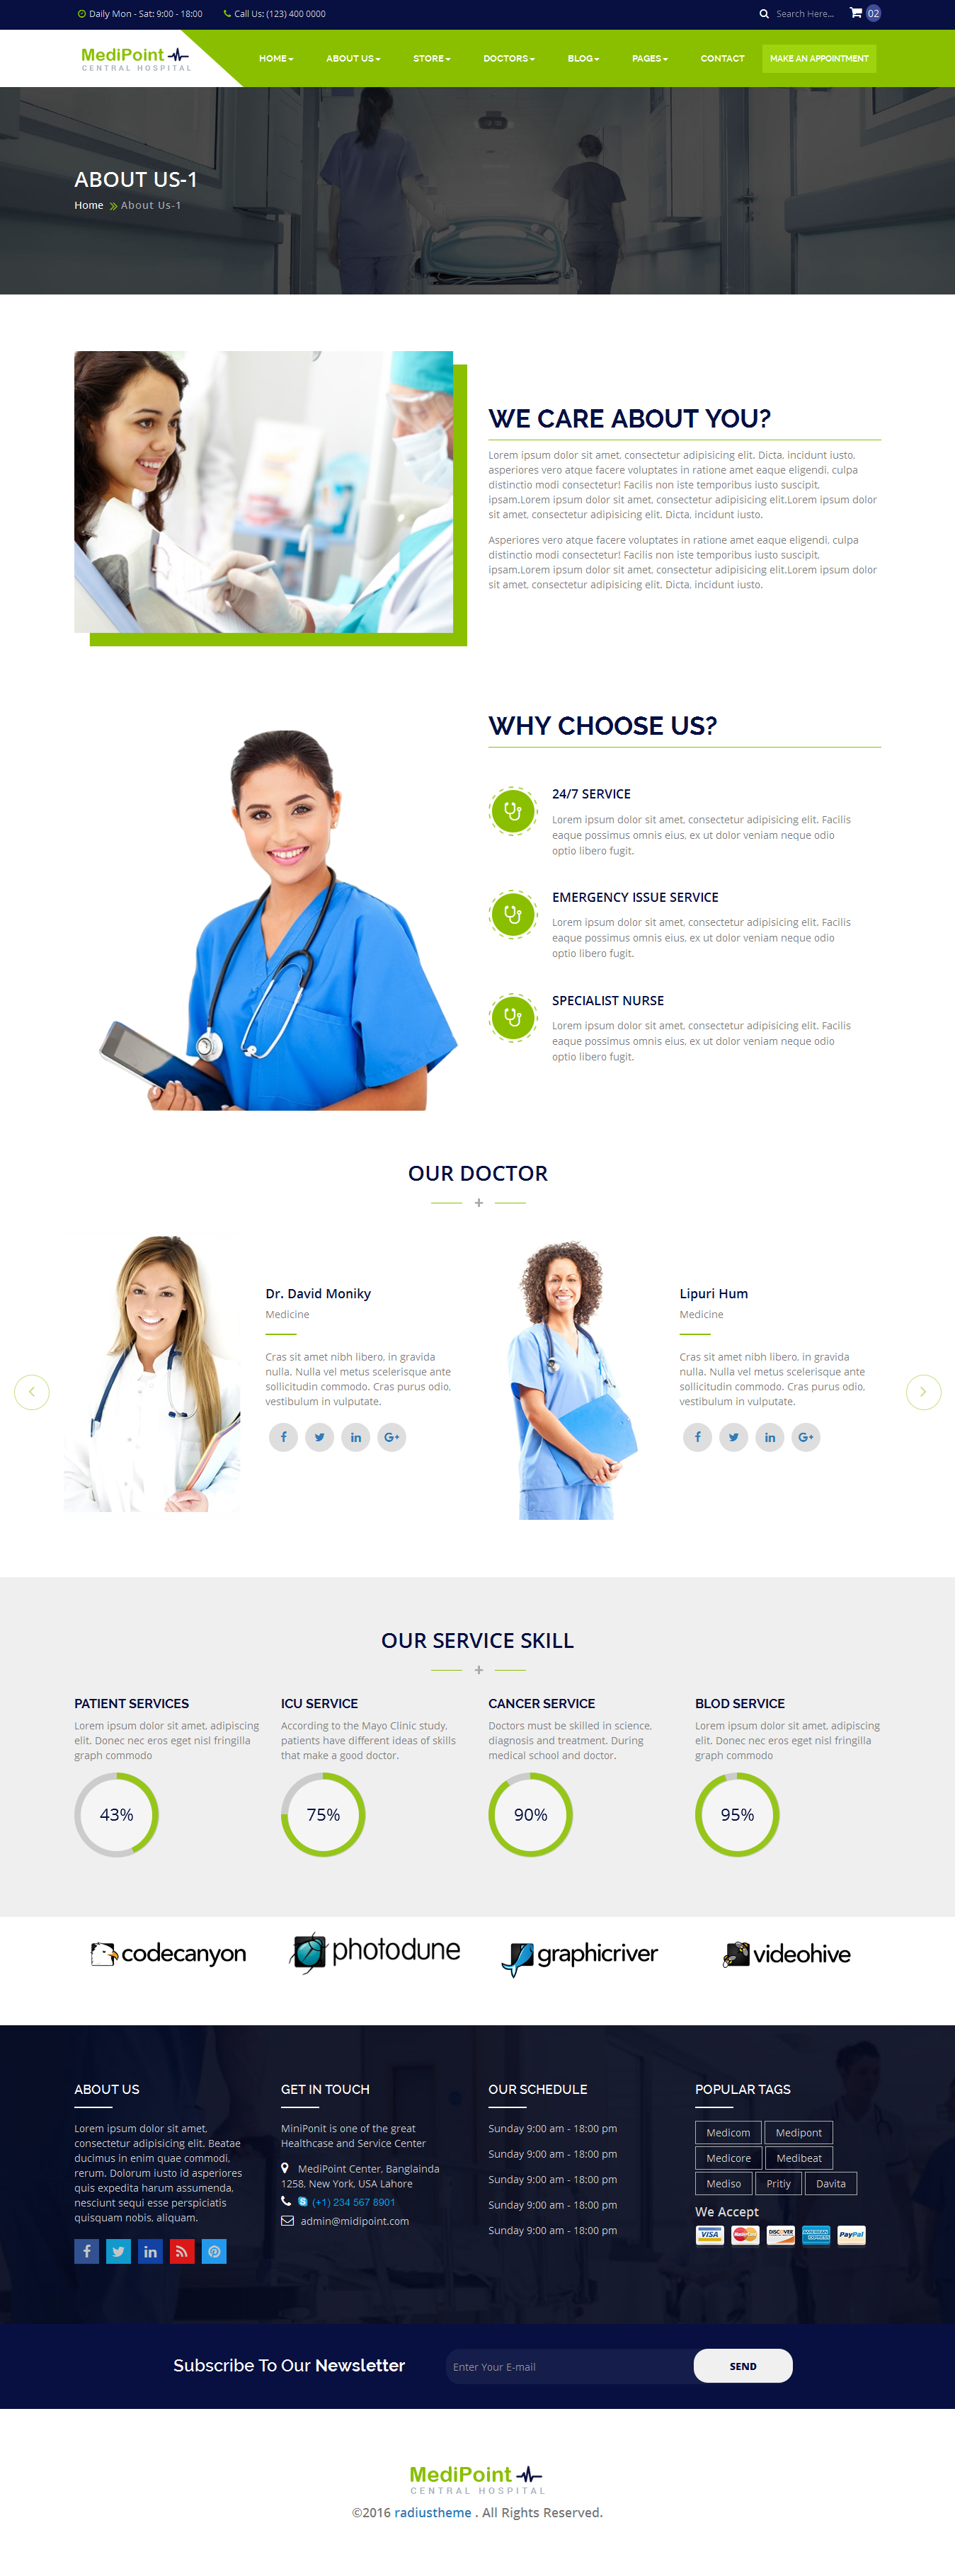 Daily Mon - Sat: 9:00 - 18:00 Call Us: (123) 400 0000 Search Here... 02
MediPoint
CENTRAL HOSPITAL
HOME ABOUT US STORE DOCTORS BLOG PAGES CONTACT MAKE AN APPOINTMENT
ABOUT US-1
Home About Us-1
WE CARE ABOUT YOU?
Lorem ipsum dolor sit amet, consectetur adipisicing elit. Dicta, incidunt iusto,
asperiores vero atque facere voluptates in ratione amet eaque eligendi, culpa
distinctio modi consectetur! Facilis non iste temporibus iusto suscipit,
ipsam.Lorem ipsum dolor sit amet, consectetur adipisicing elit.Lorem ipsum dolor
sit amet, consectetur adipisicing elit. Dicta, incidunt iusto.
Asperiores vero atque facere voluptates in ratione amet eaque eligendi, culpa
distinctio modi consectetur! Facilis non iste temporibus iusto suscipit,
ipsam.Lorem ipsum dolor sit amet, consectetur adipisicing elit.Lorem ipsum dolor
sit amet, consectetur adipisicing elit. Dicta, incidunt iusto.
WHY CHOOSE US?
24/7 SERVICE
Lorem ipsum dolor sit amet, consectetur adipisicing elit. Facilis
eaque possimus omnis eius, ex ut dolor veniam neque odio
optio libero fugit.
EMERGENCY ISSUE SERVICE
Lorem ipsum dolor sit amet, consectetur adipisicing elit. Facilis
eaque possimus omnis eius, ex ut dolor veniam neque odio
optio libero fugit.
SPECIALIST NURSE
Lorem ipsum dolor sit amet, consectetur adipisicing elit. Facilis
eaque possimus omnis eius, ex ut dolor veniam neque odio
optio libero fugit.
OUR DOCTOR
Dr. David Moniky
Medicine
Cras sit amet nibh libero, in gravida
nulla. Nulla vel metus scelerisque ante
sollicitudin commodo. Cras purus odio,
vestibulum in vulputate.
Lipuri Hum
Medicine
Cras sit amet nibh libero, in gravida
nulla. Nulla vel metus scelerisque ante
sollicitudin commodo. Cras purus odio,
vestibulum in vulputate.
OUR SERVICE SKILL
PATIENT SERVICES
Lorem ipsum dolor sit amet, adipiscing
elit. Donec nec eros eget nisl fringilla
graph commodo
43%
ICU SERVICE
According to the Mayo Clinic study,
patients have different ideas of skills
that make a good doctor.
75%
CANCER SERVICE
Doctors must be skilled in science,
diagnosis and treatment. During
medical school and doctor.
90%
BLOD SERVICE
Lorem ipsum dolor sit amet, adipiscing
elit. Donec nec eros eget nisl fringilla
graph commodo
95%
codecanyon photodune graphicriver videohive
ABOUT US
Lorem ipsum dolor sit amet,
consectetur adipisicing elit. Beatae
ducimus in enim quae commodi,
rerum. Dolorum iusto id asperiores
quis expedita harum assumenda,
nesciunt sequi esse perspiciatis
quisquam nobis, aliquam.
GET IN TOUCH
MiniPonit is one of the great
Healthcase and Service Center
MediPoint Center, Banglainda
1258, New York, USA Lahore
(+1) 234 567 8901
admin@midipoint.com
OUR SCHEDULE
Sunday 9:00 am - 18:00 pm
Sunday 9:00 am - 18:00 pm
Sunday 9:00 am - 18:00 pm
Sunday 9:00 am - 18:00 pm
Sunday 9:00 am - 18:00 pm
POPULAR TAGS
Medicom Medipont
Medicore Medibeat
Mediso Pritiy Davita
We Accept
VISA MasterCard DISCOVER AMERICAN EXPRESS PayPal
Subscribe To Our Newsletter Enter Your E-mail SEND
MediPoint
CENTRAL HOSPITAL
©2016 radiustheme . All Rights Reserved.